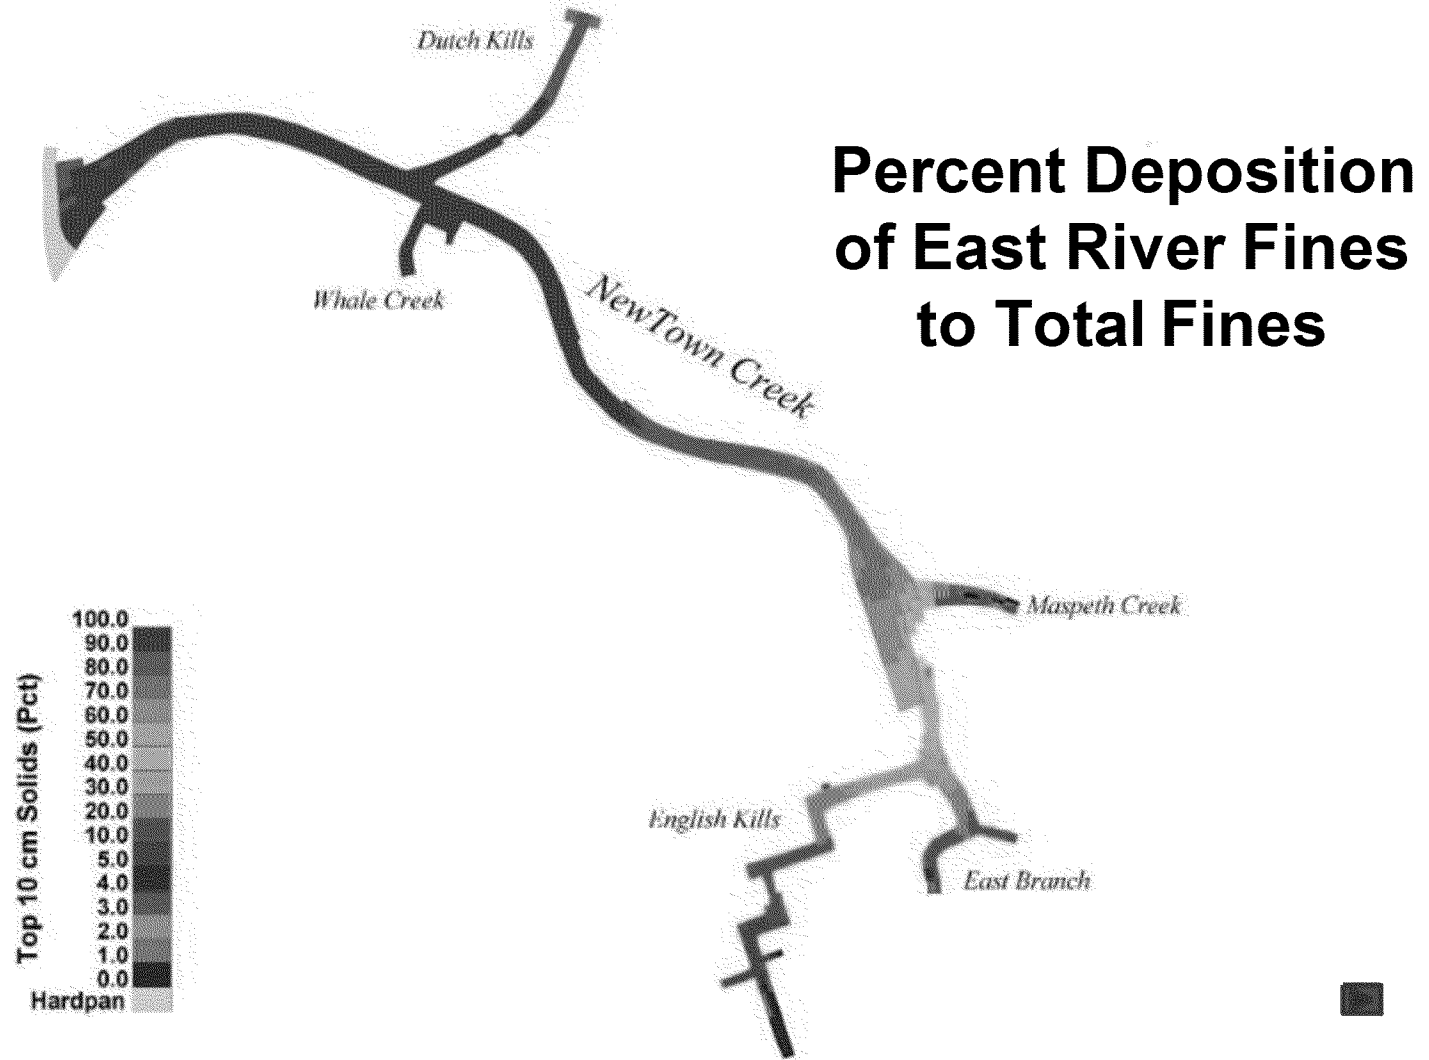 Dutch Kills
Percent Deposition
of East River Fines
to Total Fines
Whale Creek
NewTown Creek
Maspeth Creek
English Kills
East Branch
Top 10 cm Solids (Pct)
100.0
90.0
80.0
70.0
60.0
50.0
40.0
30.0
20.0
10.0
5.0
4.0
3.0
2.0
1.0
0.0
Hardpan